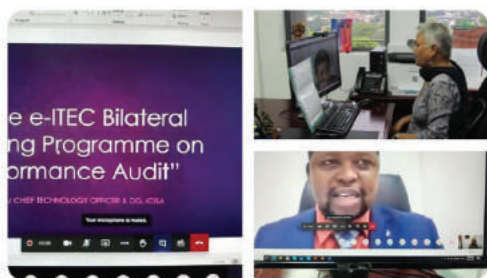 e e-ITEC Bilateral
ng Programme on
ormance Audit"
CHIEF TECHNOLOGY OFFICER & DG, iCISA
Your microphone is muted.